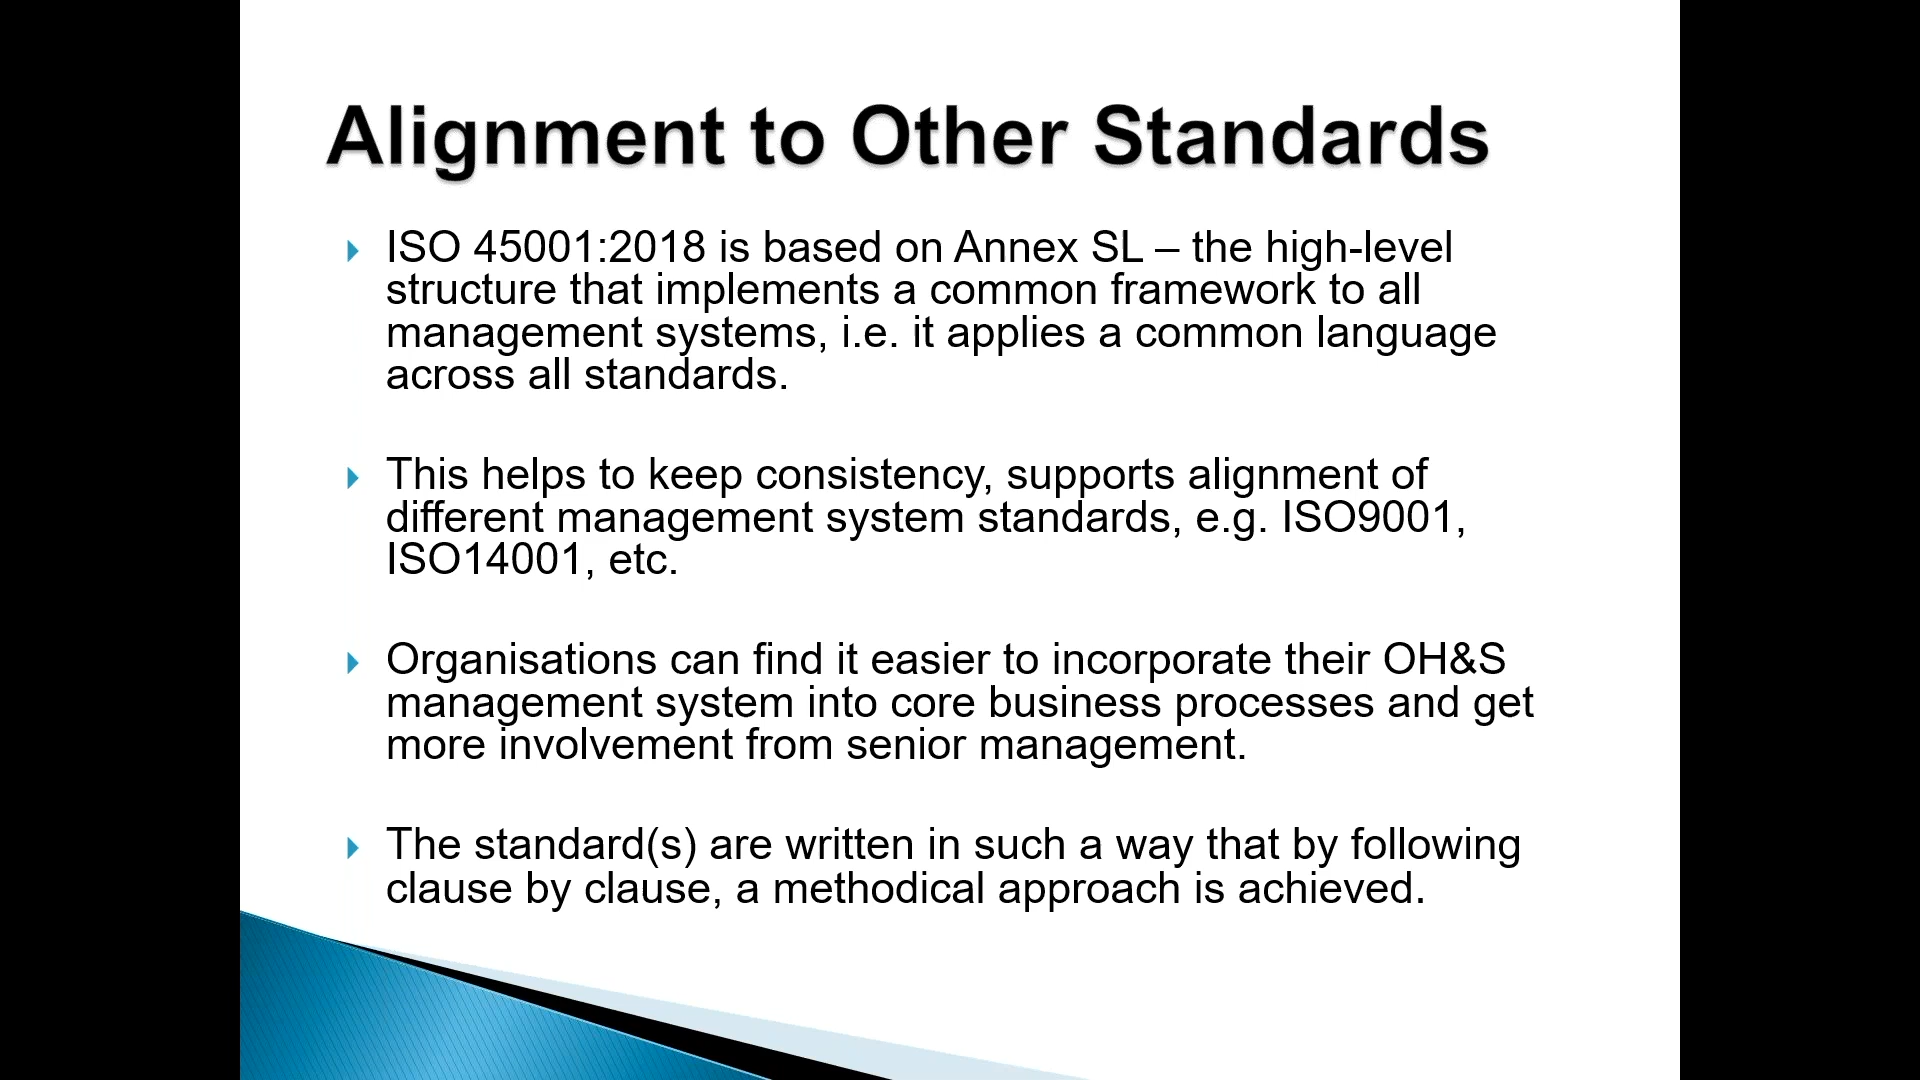 Alignment to Other Standards
ISO 45001:2018 is based on Annex SL – the high-level
structure that implements a common framework to all
management systems, i.e. it applies a common language
across all standards.
This helps to keep consistency, supports alignment of
different management system standards, e.g. ISO9001,
ISO14001, etc.
Organisations can find it easier to incorporate their OH&S
management system into core business processes and get
more involvement from senior management.
The standard(s) are written in such a way that by following
clause by clause, a methodical approach is achieved.